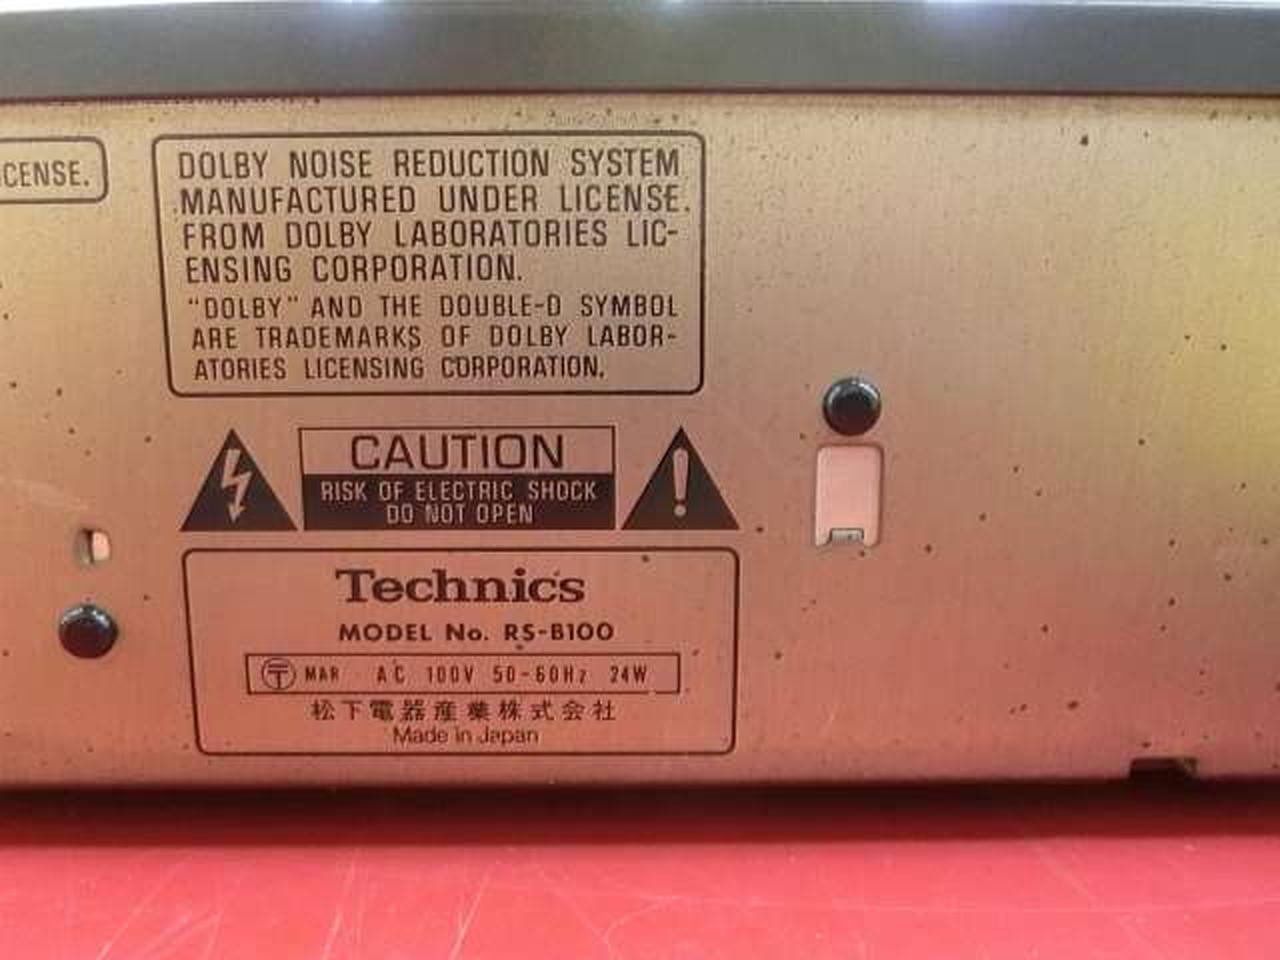 CENSE.
DOLBY NOISE REDUCTION SYSTEM
MANUFACTURED UNDER LICENSE.
FROM DOLBY LABORATORIES LIC-
ENSING CORPORATION.
"DOLBY" AND THE DOUBLE-D SYMBOL
ARE TRADEMARKS OF DOLBY LABOR-
ATORIES LICENSING CORPORATION.
CAUTION
RISK OF ELECTRIC SHOCK
DO NOT OPEN
Technics
MODEL No. RS-B100
〒 MAR AC 100V 50-60Hz 24W
松下電器産業株式会社
Made in Japan